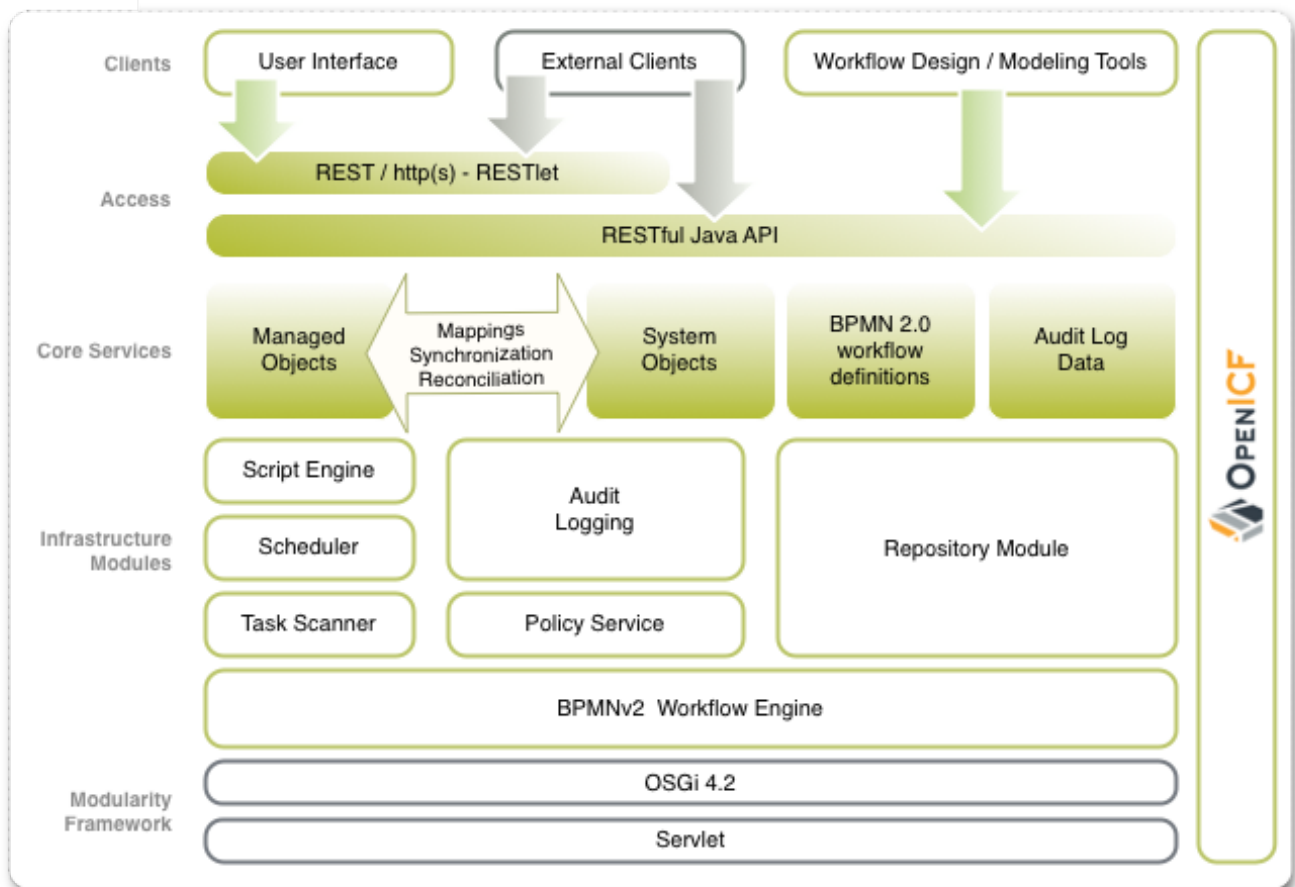 Clients
User Interface
External Clients
Workflow Design / Modeling Tools
Access
REST / http(s) - RESTlet
RESTful Java API
Core Services
Managed
Objects
Mappings
Synchronization
Reconciliation
System
Objects
BPMN 2.0
workflow
definitions
Audit Log
Data
Infrastructure
Modules
Script Engine
Scheduler
Task Scanner
Audit
Logging
Policy Service
Repository Module
BPMNv2 Workflow Engine
Modularity
Framework
OSGi 4.2
Servlet
OPENICF